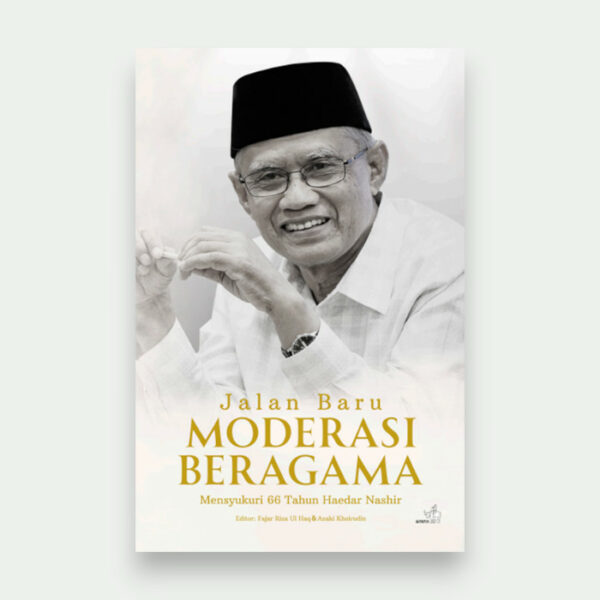 Jalan Baru
MODERASI
BERAGAMA
Mensyukuri 66 Tahun Haedar Nashir
Editor: Fajar Riza Ul Haq & Azaki Khoirudin